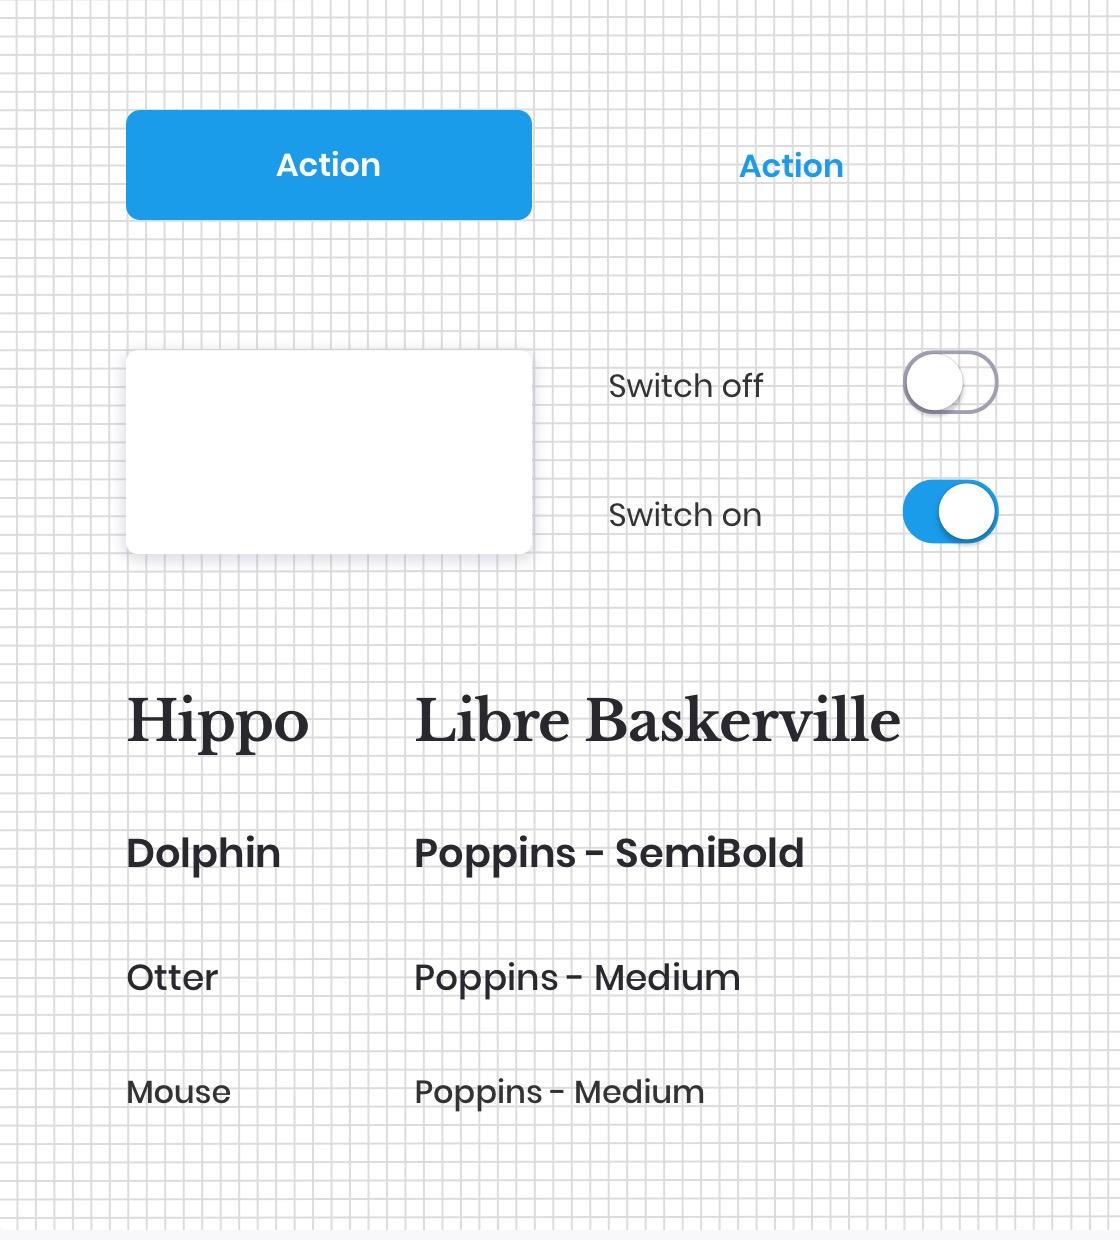 Action
Action
Switch off
Switch on
Hippo Libre Baskerville
Dolphin Poppins - SemiBold
Otter Poppins - Medium
Mouse Poppins - Medium